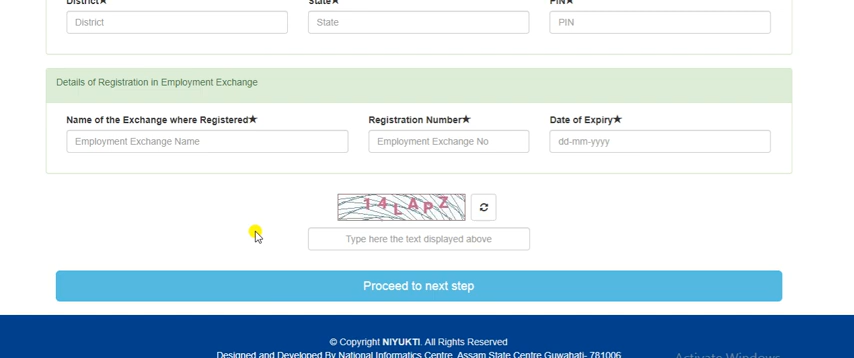 District★ State★ PIN★
District State PIN
Details of Registration in Employment Exchange
Name of the Exchange where Registered★ Registration Number★ Date of Expiry★
Employment Exchange Name Employment Exchange No dd-mm-yyyy
14LAPZ
Type here the text displayed above
Proceed to next step
© Copyright NIYUKTI. All Rights Reserved
Designed and Developed By National Informatics Centre, Assam State Centre Guwahati- 781006
Activate Windows